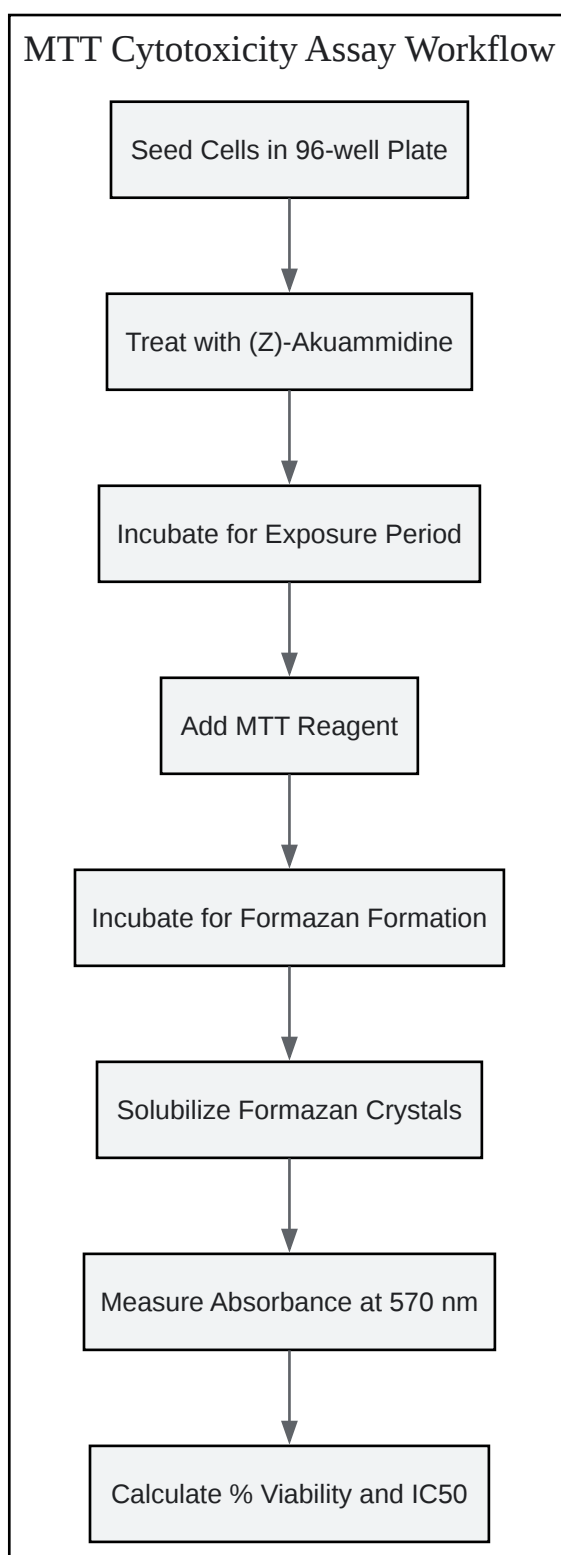 MTT Cytotoxicity Assay Workflow
Seed Cells in 96-well Plate
Treat with (Z)-Akuammidine
Incubate for Exposure Period
Add MTT Reagent
Incubate for Formazan Formation
Solubilize Formazan Crystals
Measure Absorbance at 570 nm
Calculate % Viability and IC50